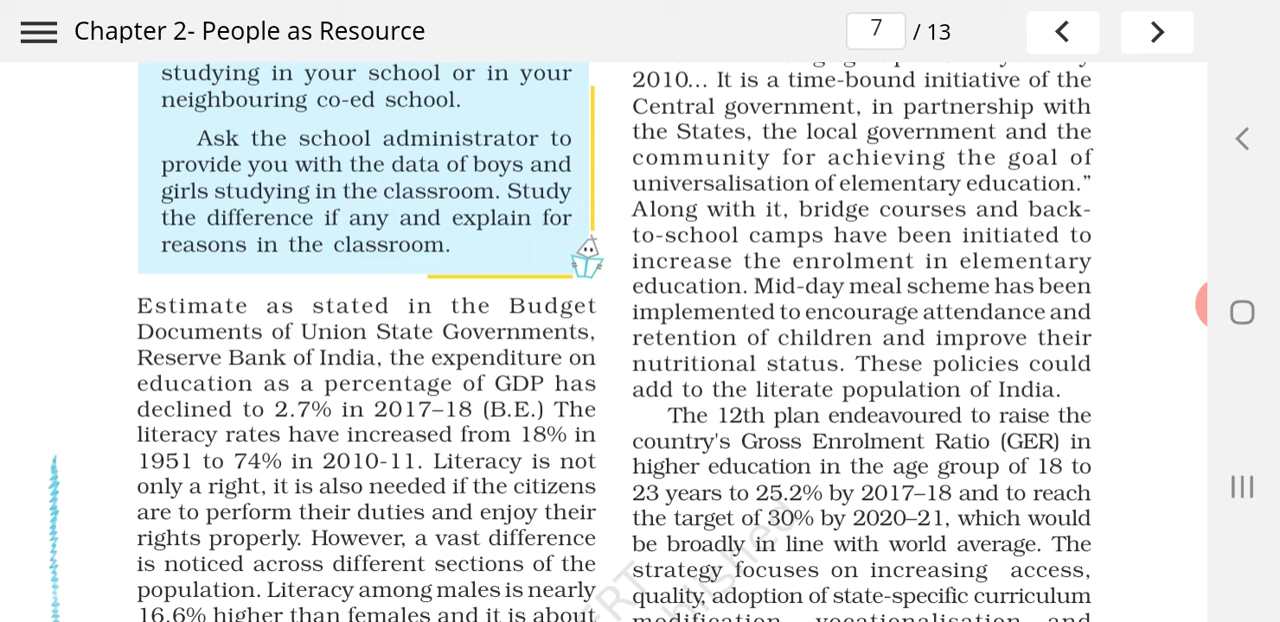 Chapter 2- People as Resource
7 / 13
studying in your school or in your
neighbouring co-ed school.
Ask the school administrator to
provide you with the data of boys and
girls studying in the classroom. Study
the difference if any and explain for
reasons in the classroom.
Estimate as stated in the Budget
Documents of Union State Governments,
Reserve Bank of India, the expenditure on
education as a percentage of GDP has
declined to 2.7% in 2017–18 (B.E.) The
literacy rates have increased from 18% in
1951 to 74% in 2010-11. Literacy is not
only a right, it is also needed if the citizens
are to perform their duties and enjoy their
rights properly. However, a vast difference
is noticed across different sections of the
population. Literacy among males is nearly
16.6% higher than females and it is about
2010... It is a time-bound initiative of the
Central government, in partnership with
the States, the local government and the
community for achieving the goal of
universalisation of elementary education.”
Along with it, bridge courses and back-
to-school camps have been initiated to
increase the enrolment in elementary
education. Mid-day meal scheme has been
implemented to encourage attendance and
retention of children and improve their
nutritional status. These policies could
add to the literate population of India.
The 12th plan endeavoured to raise the
country's Gross Enrolment Ratio (GER) in
higher education in the age group of 18 to
23 years to 25.2% by 2017–18 and to reach
the target of 30% by 2020–21, which would
be broadly in line with world average. The
strategy focuses on increasing access,
quality, adoption of state-specific curriculum
modification, vocationalisation and